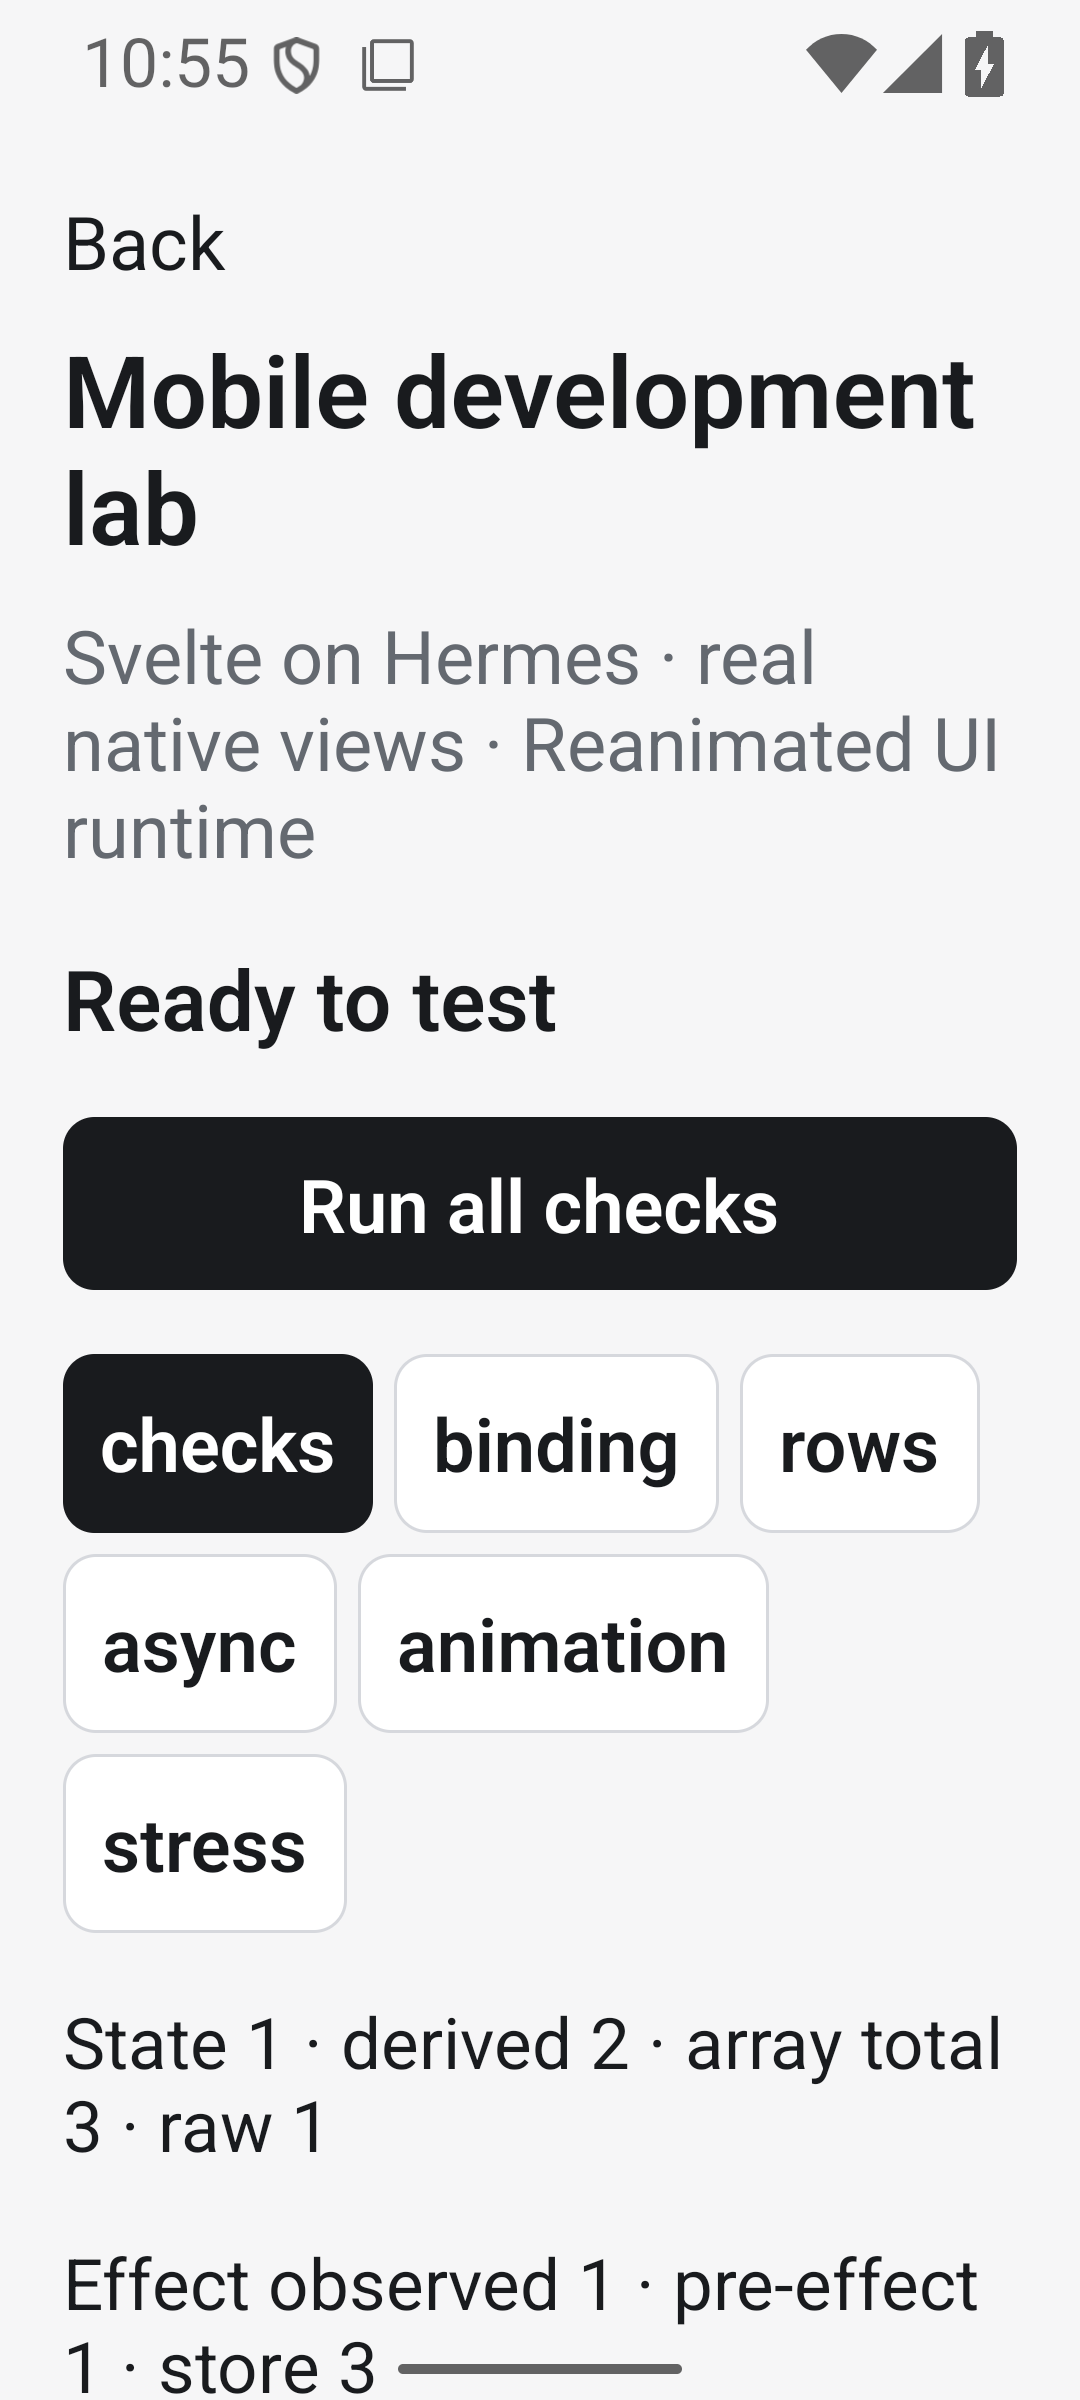 10:55
Back
Mobile development
lab
Svelte on Hermes · real
native views · Reanimated UI
runtime
Ready to test
Run all checks
checks binding rows
async animation
stress
State 1 · derived 2 · array total
3 · raw 1
Effect observed 1 · pre-effect
1 · store 3